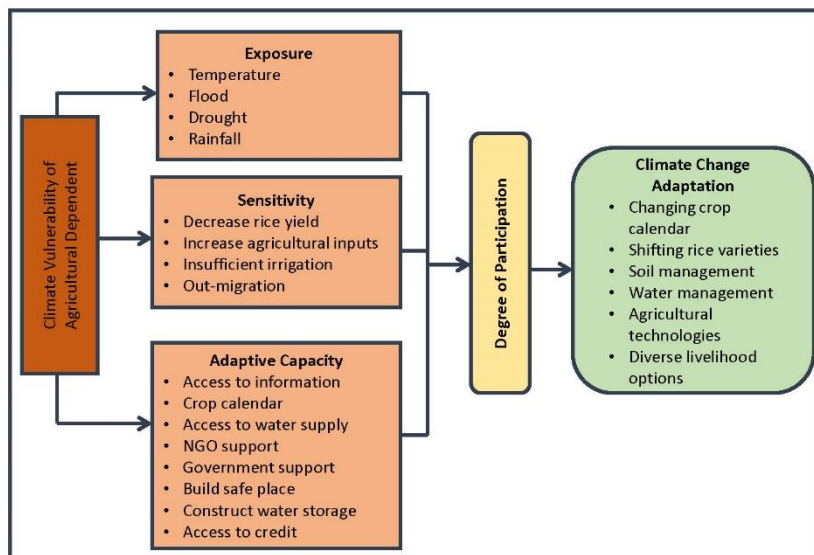 Climate Vulnerability of
Agricultural Dependent
Exposure
• Temperature
• Flood
• Drought
• Rainfall
Sensitivity
• Decrease rice yield
• Increase agricultural inputs
• Insufficient irrigation
• Out-migration
Adaptive Capacity
• Access to information
• Crop calendar
• Access to water supply
• NGO support
• Government support
• Build safe place
• Construct water storage
• Access to credit
Degree of Participation
Climate Change
Adaptation
• Changing crop
calendar
• Shifting rice varieties
• Soil management
• Water management
• Agricultural
technologies
• Diverse livelihood
options